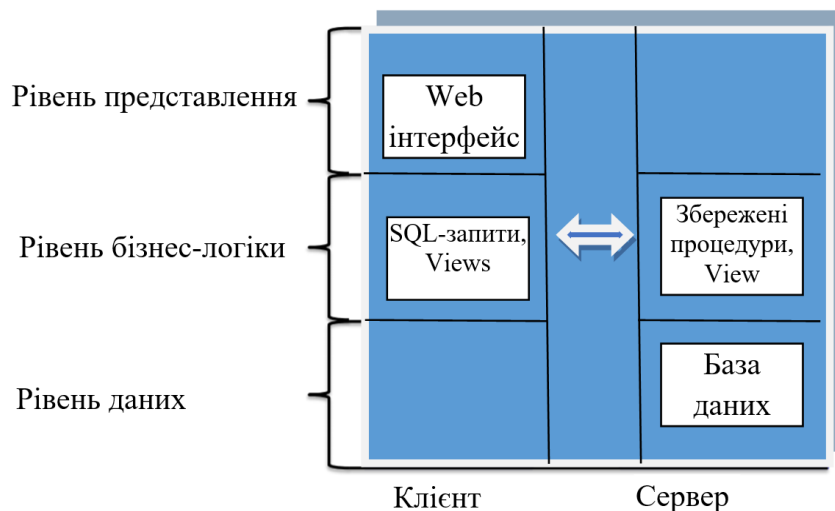 Рівень представлення
Web
інтерфейс
Рівень бізнес-логіки
SQL-запити,
Views
Збережені
процедури,
View
Рівень даних
База
даних
Клієнт
Сервер